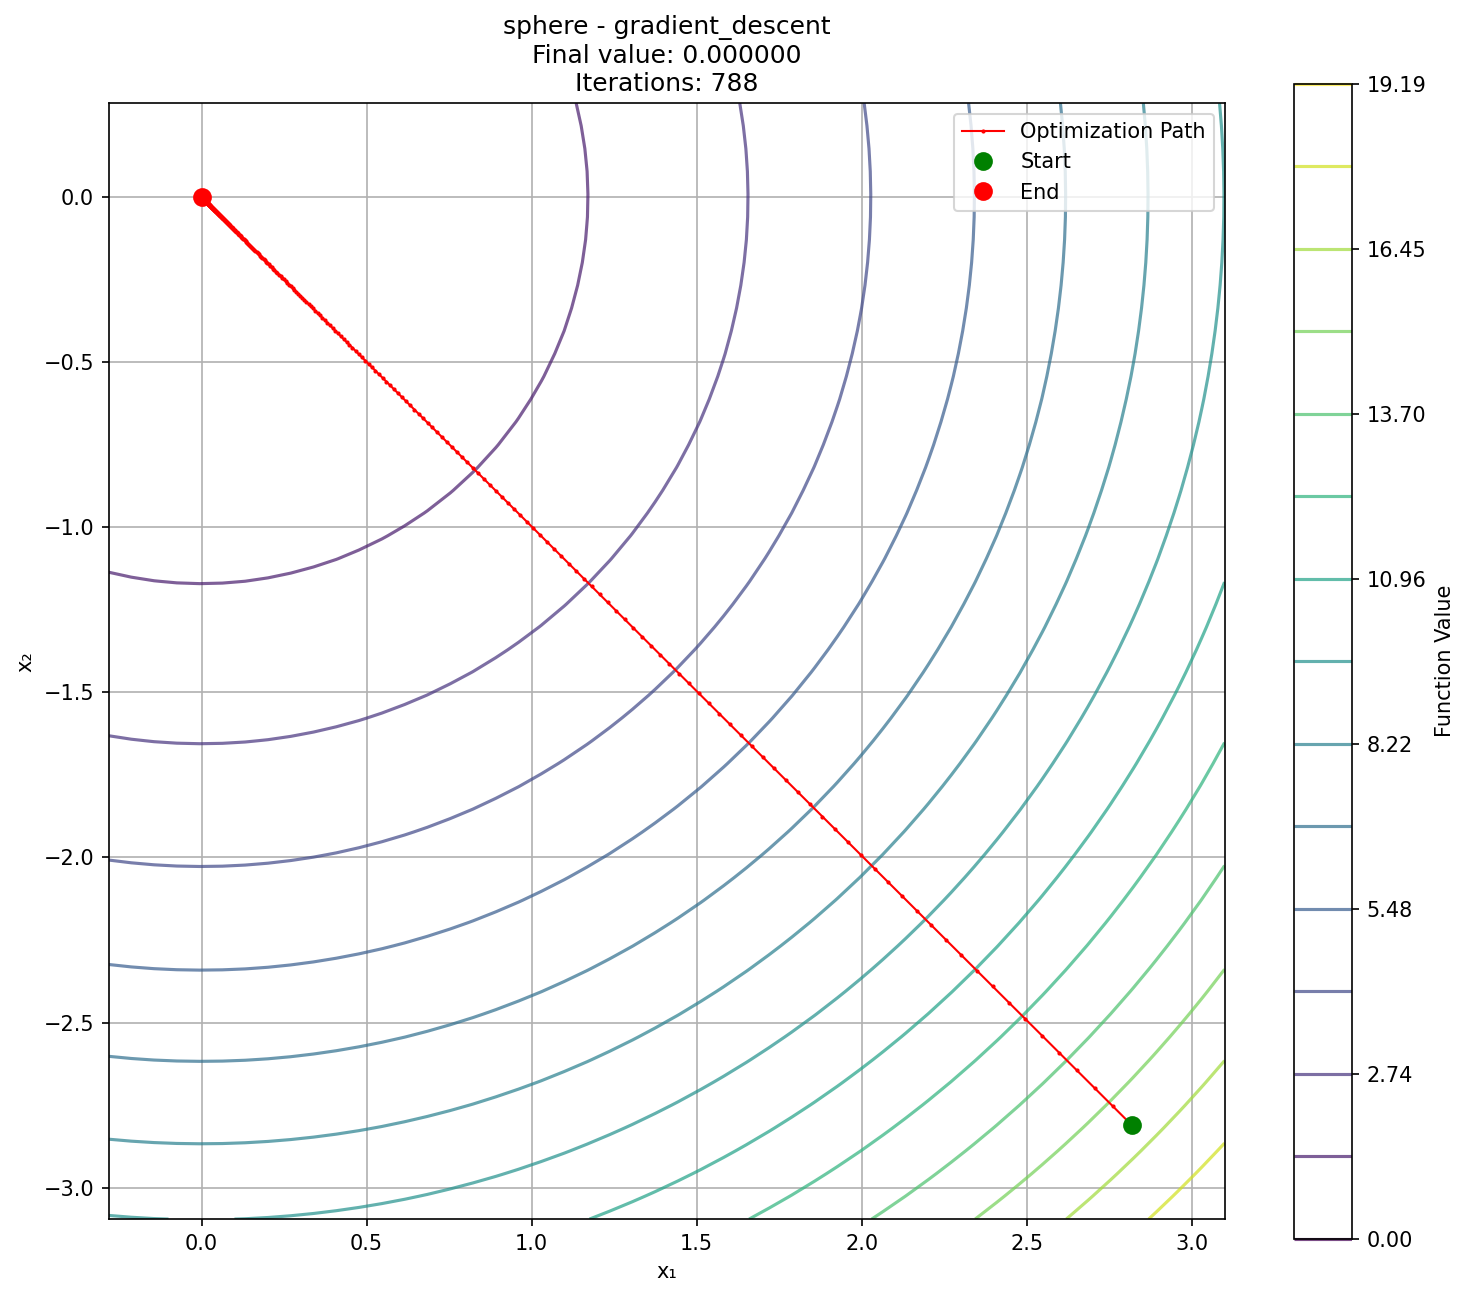 sphere - gradient_descent
Final value: 0.000000
Iterations: 788
Optimization Path
Start
End
0.0
−0.5
−1.0
−1.5
−2.0
−2.5
−3.0
x₂
0.0
0.5
1.0
1.5
2.0
2.5
3.0
x₁
19.19
16.45
13.70
10.96
8.22
5.48
2.74
0.00
Function Value